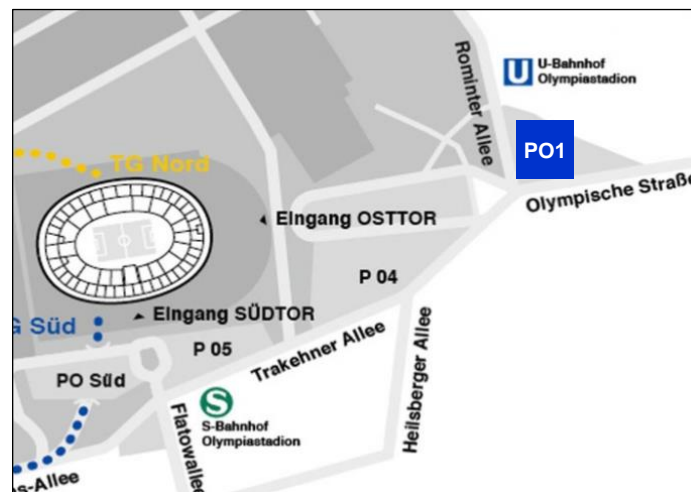 Rominter Allee
U
U-Bahnhof
Olympiastadion
PO1
Olympische Straße
TG Nord
Eingang OSTTOR
P 04
Eingang SÜDTOR
G Süd
P 05
Trakehner Allee
Heilsberger Allee
PO Süd
S
S-Bahnhof
Olympiastadion
Flatowallee
s-Allee